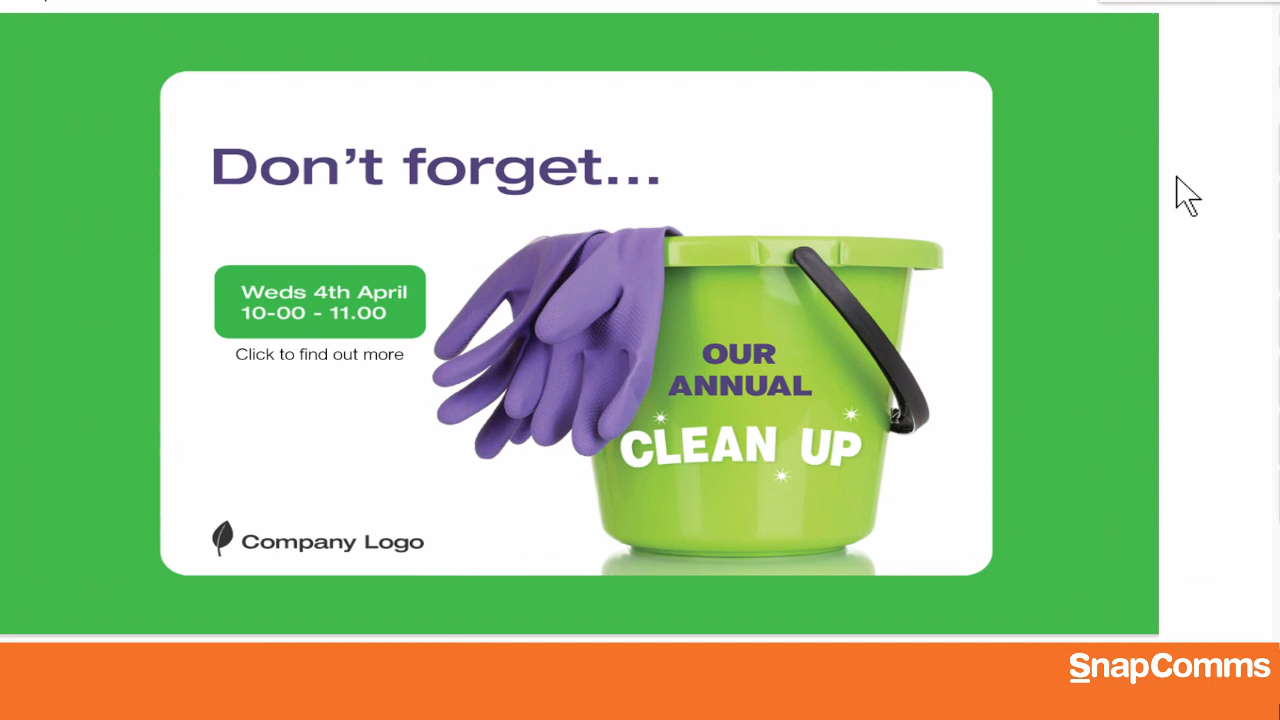 Don't forget...
Weds 4th April
10-00 - 11.00
Click to find out more
OUR
ANNUAL
CLEAN UP
Company Logo
SnapComms